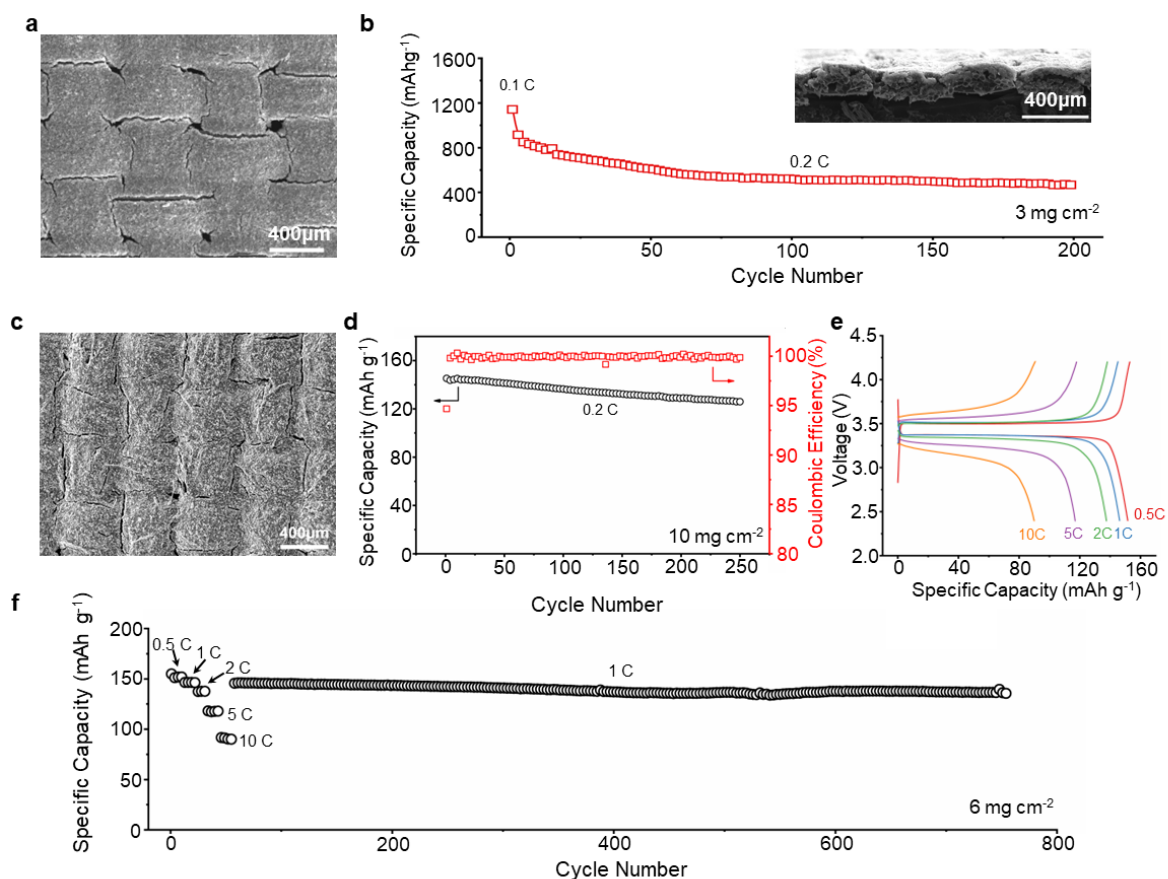 a
400μm
b
Specific Capacity (mAhg-1)
1600
1200
800
400
0
0.1 C
0.2 C
400μm
3 mg cm-2
0
50
100
150
200
Cycle Number
c
400μm
d
Specific Capacity (mAh g-1)
160
120
80
40
0
0.2 C
10 mg cm-2
100
95
90
85
80
Coulombic Efficiency (%)
0
50
100
150
200
250
Cycle Number
e
Voltage (V)
4.5
4.0
3.5
3.0
2.5
2.0
10C
5C
2C
1C
0.5C
0
40
80
120
160
Specific Capacity (mAh g-1)
f
Specific Capacity (mAh g-1)
200
150
100
50
0
0.5 C
1 C
2 C
5 C
10 C
1 C
6 mg cm-2
0
200
400
600
800
Cycle Number